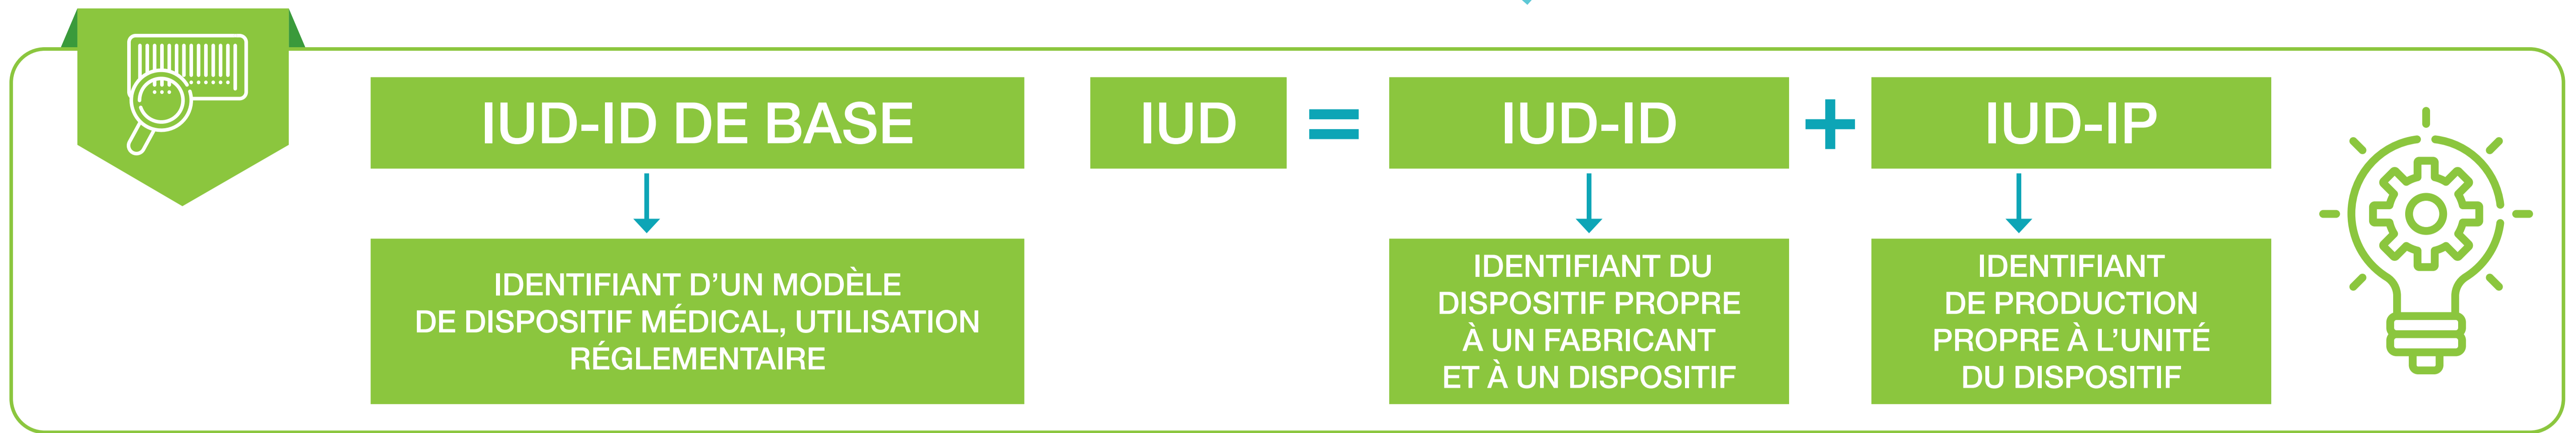 IUD-ID DE BASE
IDENTIFIANT D’UN MODÈLE
DE DISPOSITIF MÉDICAL, UTILISATION
RÉGLEMENTAIRE
IUD = IUD-ID + IUD-IP
IDENTIFIANT DU
DISPOSITIF PROPRE
À UN FABRICANT
ET À UN DISPOSITIF
IDENTIFIANT
DE PRODUCTION
PROPRE À L’UNITÉ
DU DISPOSITIF